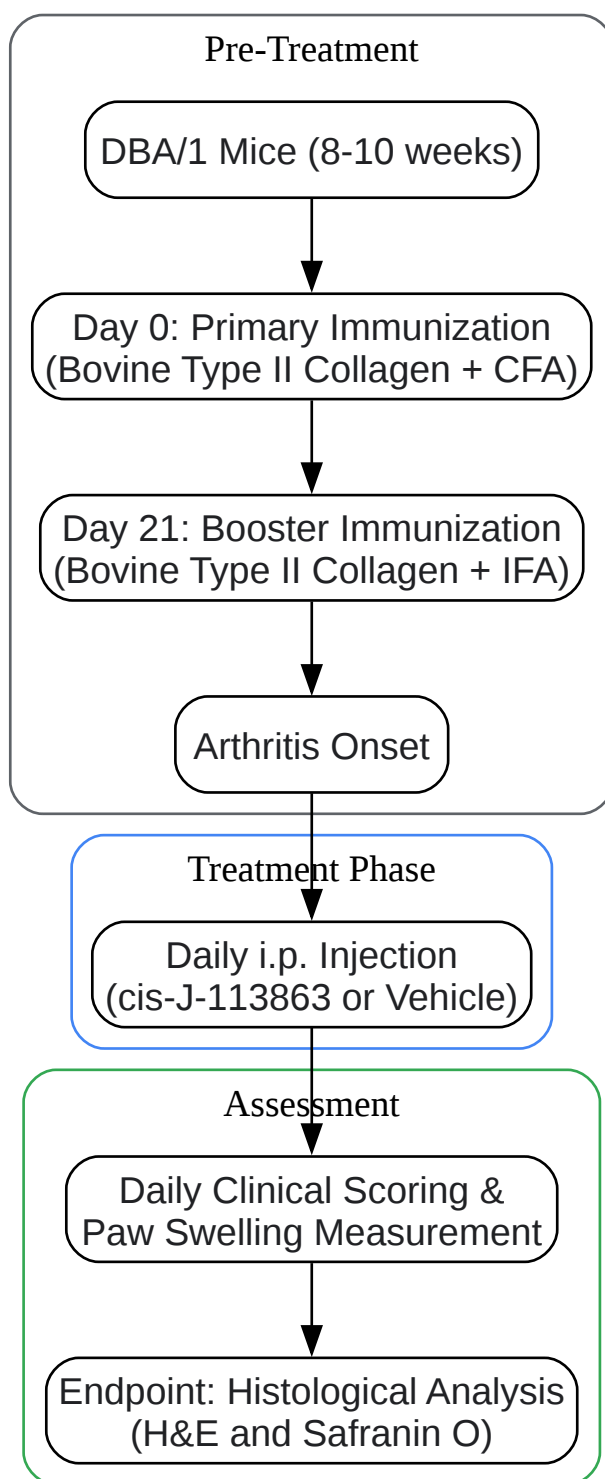 Pre-Treatment
DBA/1 Mice (8-10 weeks)
Day 0: Primary Immunization
(Bovine Type II Collagen + CFA)
Day 21: Booster Immunization
(Bovine Type II Collagen + IFA)
Arthritis Onset
Treatment Phase
Daily i.p. Injection
(cis-J-113863 or Vehicle)
Assessment
Daily Clinical Scoring &
Paw Swelling Measurement
Endpoint: Histological Analysis
(H&E and Safranin O)